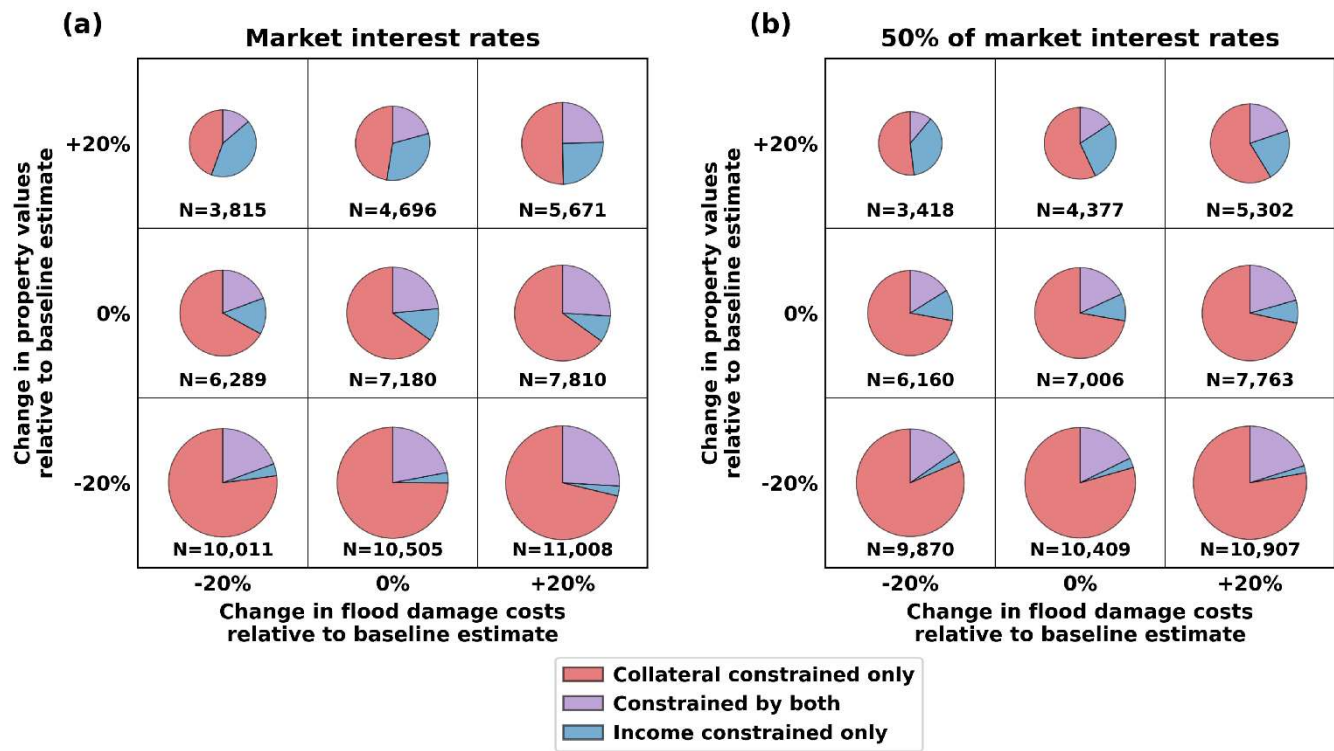 (a)
Market interest rates
Change in property values
relative to baseline estimate
+20%
N=3,815
N=4,696
N=5,671
0%
N=6,289
N=7,180
N=7,810
-20%
N=10,011
N=10,505
N=11,008
-20%
0%
+20%
Change in flood damage costs
relative to baseline estimate
(b)
50% of market interest rates
Change in property values
relative to baseline estimate
+20%
N=3,418
N=4,377
N=5,302
0%
N=6,160
N=7,006
N=7,763
-20%
N=9,870
N=10,409
N=10,907
-20%
0%
+20%
Change in flood damage costs
relative to baseline estimate
Collateral constrained only
Constrained by both
Income constrained only